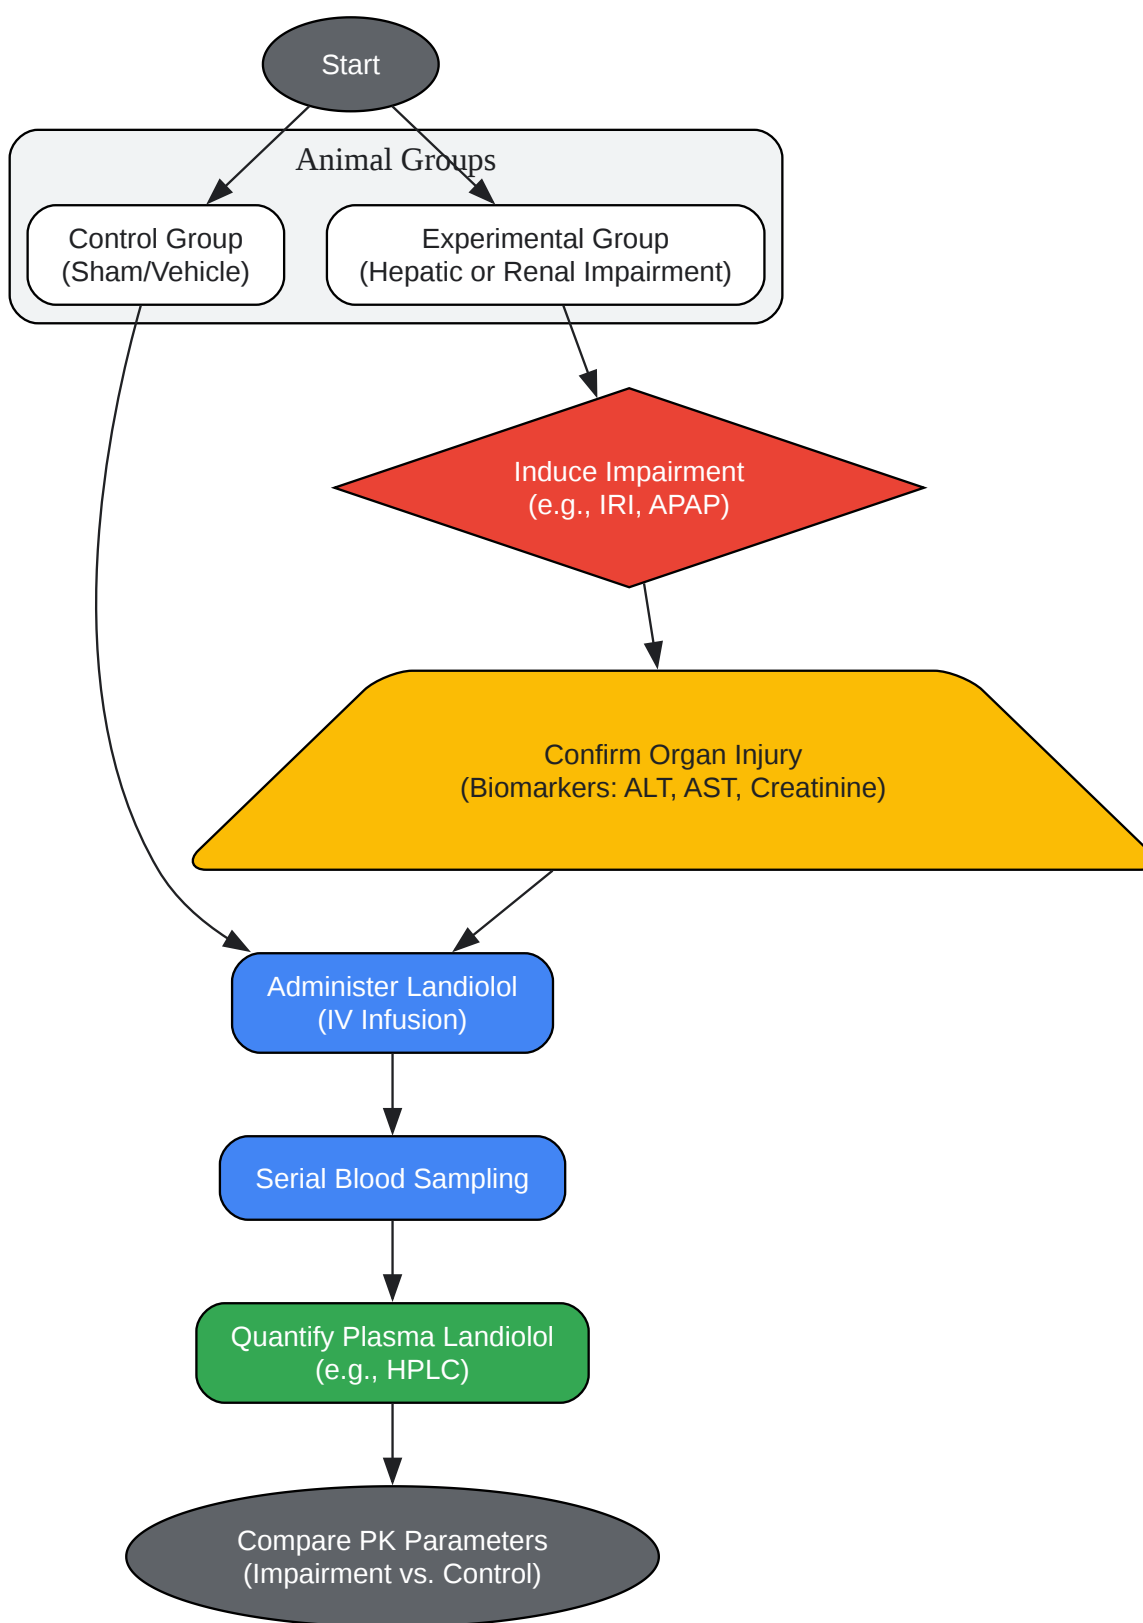 Start
Animal Groups
Control Group
(Sham/Vehicle)
Experimental Group
(Hepatic or Renal Impairment)
Induce Impairment
(e.g., IRI, APAP)
Confirm Organ Injury
(Biomarkers: ALT, AST, Creatinine)
Administer Landiolol
(IV Infusion)
Serial Blood Sampling
Quantify Plasma Landiolol
(e.g., HPLC)
Compare PK Parameters
(Impairment vs. Control)